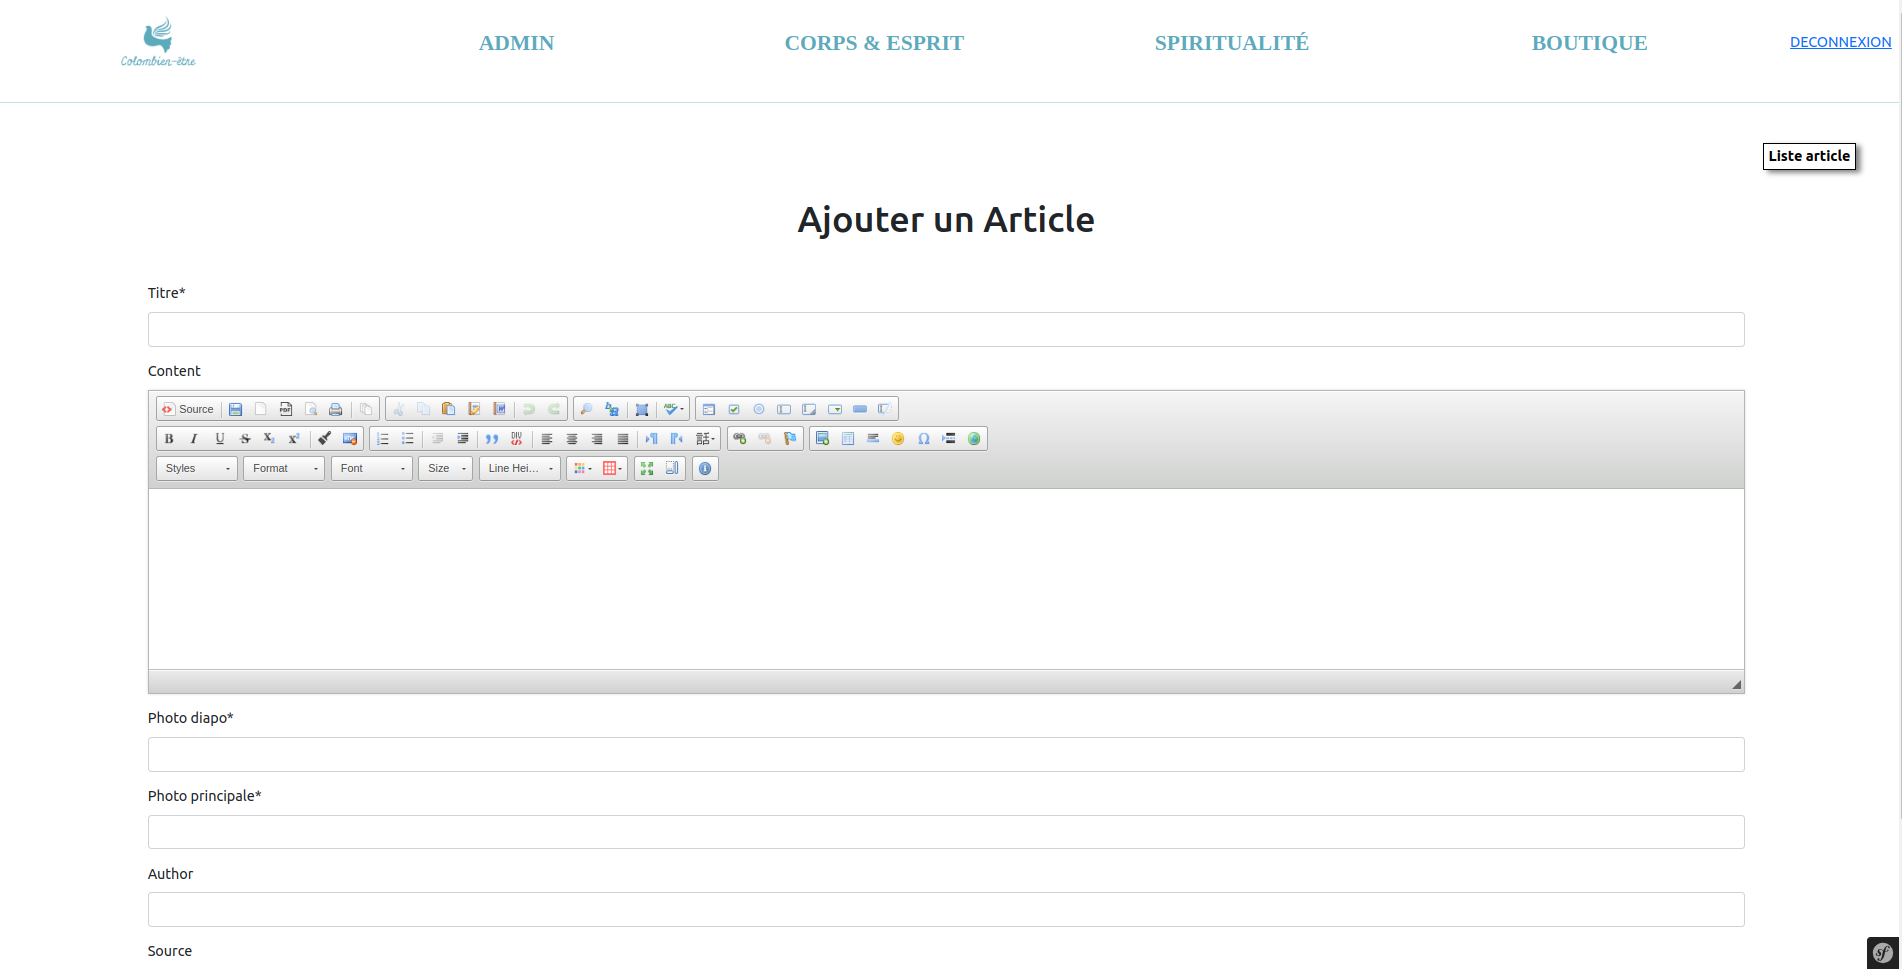 Colombien-être
ADMIN
CORPS & ESPRIT
SPIRITUALITÉ
BOUTIQUE
DECONNEXION
Liste article
Ajouter un Article
Titre*
Content
Source
Styles
Format
Font
Size
Line Hei...
Photo diapo*
Photo principale*
Author
Source